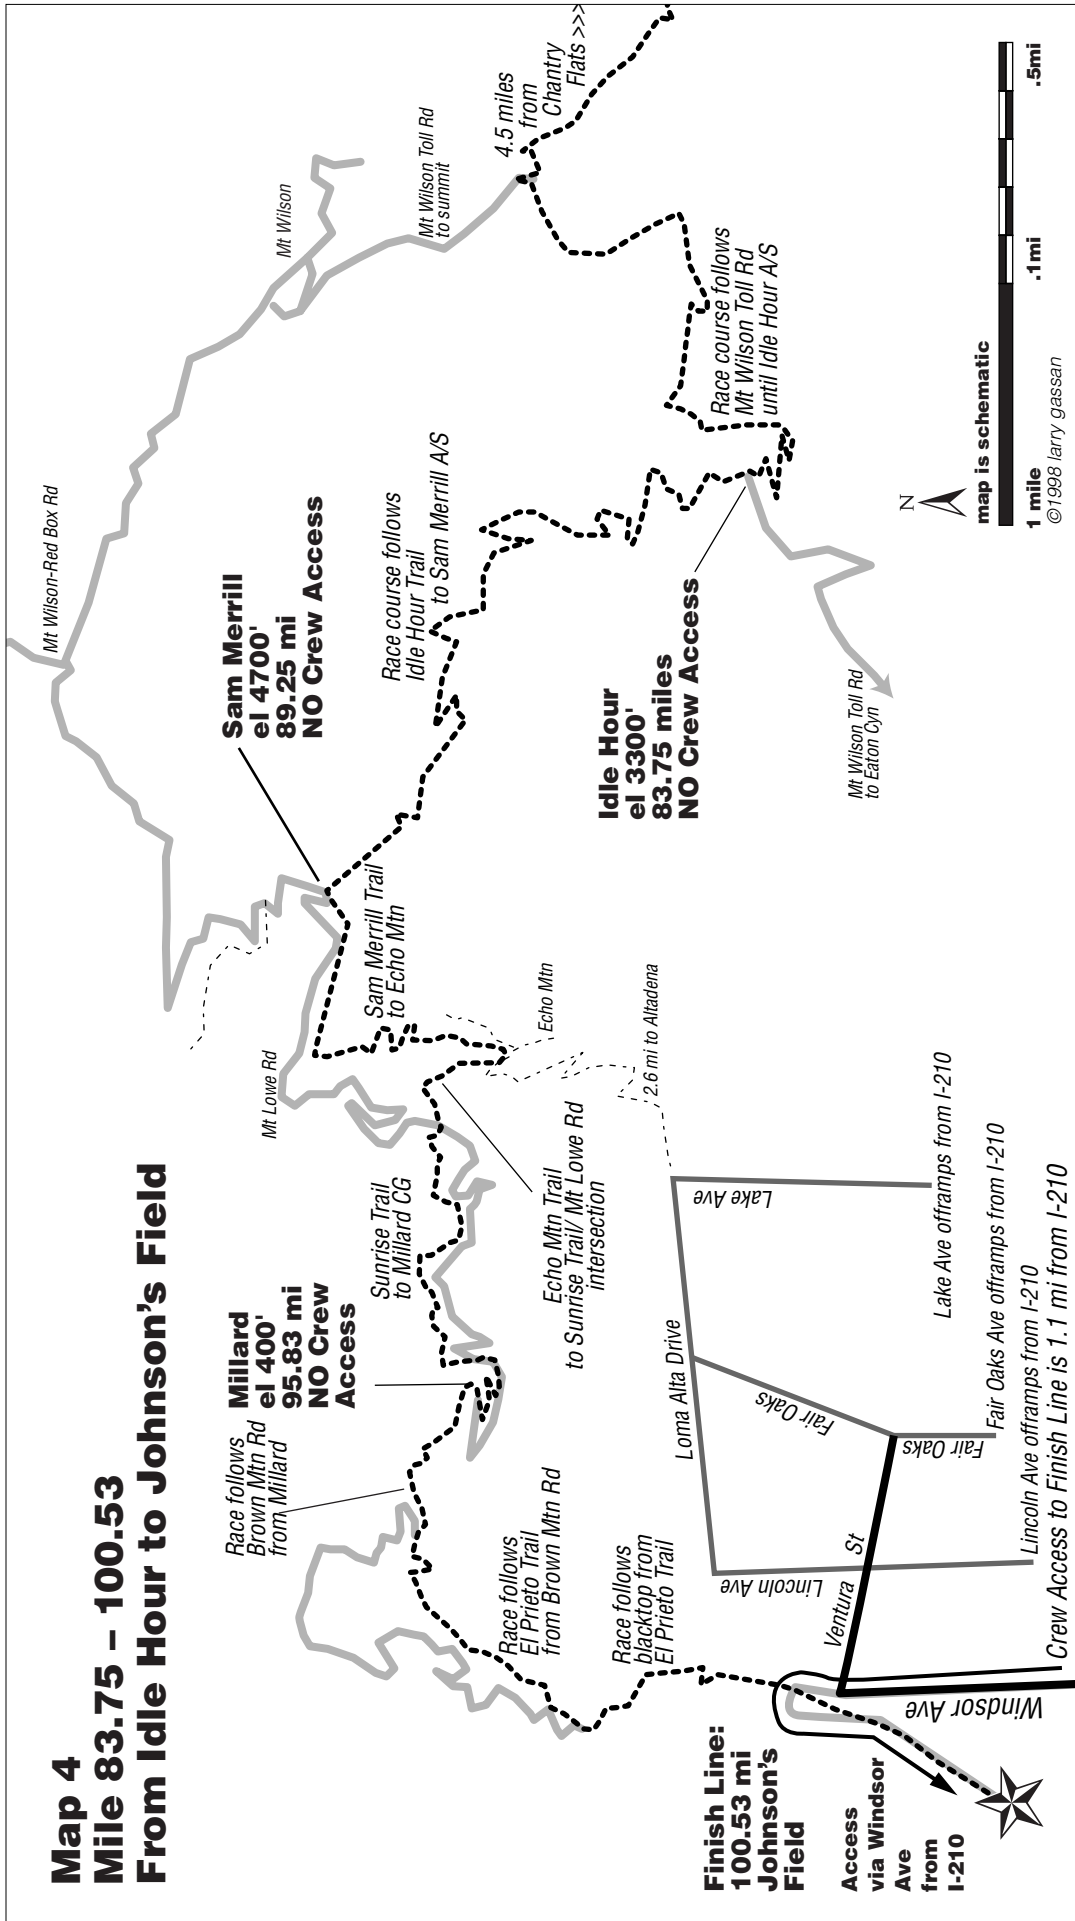 Map 4
Mile 83.75 – 100.53
From Idle Hour to Johnson's Field
Mt Wilson-Red Box Rd
Mt Wilson
Mt Wilson Toll Rd
to summit
4.5 miles
from
Chantry
Flats >>>
Sam Merrill
el 4700'
89.25 mi
NO Crew Access
Race course follows
Idle Hour Trail
to Sam Merrill A/S
Race course follows
Mt Wilson Toll Rd
until Idle Hour A/S
Idle Hour
el 3300'
83.75 miles
NO Crew Access
Mt Wilson Toll Rd
to Eaton Cyn
Mt Lowe Rd
Sam Merrill Trail
to Echo Mtn
Echo Mtn
2.6 mi to Altadena
Echo Mtn Trail
to Sunrise Trail/ Mt Lowe Rd
intersection
Sunrise Trail
to Millard CG
Millard
el 400'
95.83 mi
NO Crew
Access
Race follows
Brown Mtn Rd
from Millard
Race follows
El Prieto Trail
from Brown Mtn Rd
Race follows
blacktop from
El Prieto Trail
Loma Alta Drive
Lake Ave
Fair Oaks
Fair Oaks
Lincoln Ave
Ventura St
Windsor Ave
Lake Ave offramps from I-210
Fair Oaks Ave offramps from I-210
Lincoln Ave offramps from I-210
Crew Access to Finish Line is 1.1 mi from I-210
Finish Line:
100.53 mi
Johnson's
Field
Access
via Windsor
Ave
from
I-210
N
map is schematic
1 mile
.1mi
.5mi
©1998 larry gassan